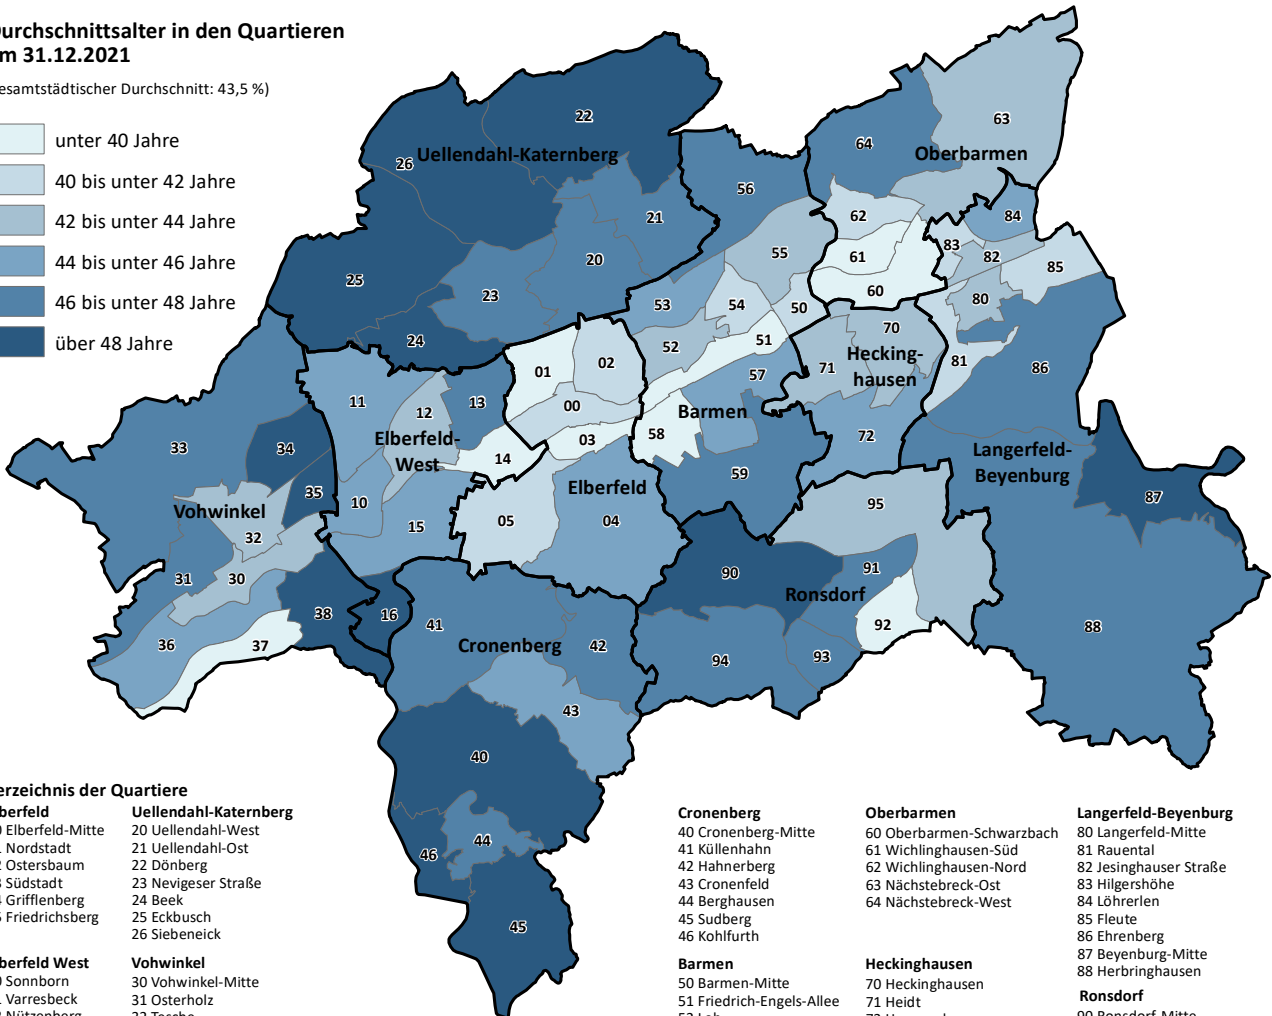 urchschnittsalter in den Quartieren
m 31.12.2021
esamtstädtischer Durchschnitt: 43,5 %)
unter 40 Jahre
40 bis unter 42 Jahre
42 bis unter 44 Jahre
44 bis unter 46 Jahre
46 bis unter 48 Jahre
über 48 Jahre
63
22
64
Oberbarmen
Uellendahl-Katernberg
26
56
21
62
84
83
55
61
82
20
85
25
60
23
80
53
54
50
70
24
52
51
Hecking-
hausen
71
81
86
02
01
57
11
13
12
00
Barmen
Elberfeld-
West
03
58
72
33
34
14
Langerfeld-
Beyenburg
59
Elberfeld
35
87
10
95
Vohwinkel
05
04
15
32
91
90
31
30
Ronsdorf
38
16
41
92
88
36
37
Cronenberg
42
94
93
43
40
44
46
45
erzeichnis der Quartiere
berfeld
Elberfeld-Mitte
Nordstadt
Ostersbaum
Südstadt
Grifflenberg
Friedrichsberg
berfeld West
Sonnborn
Varresbeck
Nützenberg
Uellendahl-Katernberg
20 Uellendahl-West
21 Uellendahl-Ost
22 Dönberg
23 Nevigeser Straße
24 Beek
25 Eckbusch
26 Siebeneick
Vohwinkel
30 Vohwinkel-Mitte
31 Osterholz
32 Tesche
Cronenberg
40 Cronenberg-Mitte
41 Küllenhahn
42 Hahnerberg
43 Cronenfeld
44 Berghausen
45 Sudberg
46 Kohlfurth
Barmen
50 Barmen-Mitte
51 Friedrich-Engels-Allee
52 Loh
Oberbarmen
60 Oberbarmen-Schwarzbach
61 Wichlinghausen-Süd
62 Wichlinghausen-Nord
63 Nächstebreck-Ost
64 Nächstebreck-West
Heckinghausen
70 Heckinghausen
71 Heidt
Langerfeld-Beyenburg
80 Langerfeld-Mitte
81 Rauental
82 Jesinghauser Straße
83 Hilgershöhe
84 Löhrerlen
85 Fleute
86 Ehrenberg
87 Beyenburg-Mitte
88 Herbringhausen
Ronsdorf
90 Ronsdorf-Mitte